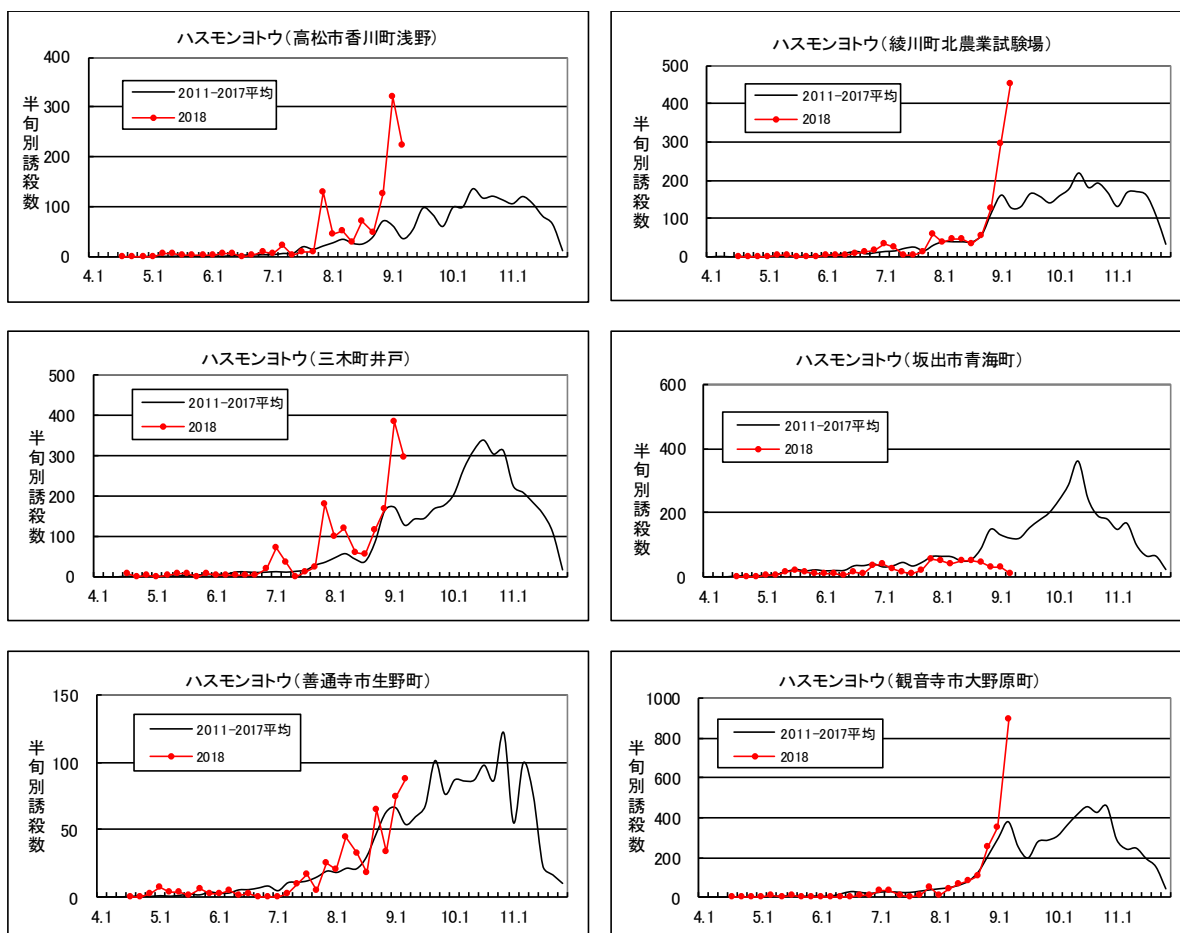 ハスモンヨトウ(高松市香川町浅野)
半旬別誘殺数
400
300
200
100
0
2011-2017平均
2018
4.1 5.1 6.1 7.1 8.1 9.1 10.1 11.1
ハスモンヨトウ(綾川町北農業試験場)
半旬別誘殺数
500
400
300
200
100
0
2011-2017平均
2018
4.1 5.1 6.1 7.1 8.1 9.1 10.1 11.1
ハスモンヨトウ(三木町井戸)
半旬別誘殺数
500
400
300
200
100
0
2011-2017平均
2018
4.1 5.1 6.1 7.1 8.1 9.1 10.1 11.1
ハスモンヨトウ(坂出市青海町)
半旬別誘殺数
600
400
200
0
2011-2017平均
2018
4.1 5.1 6.1 7.1 8.1 9.1 10.1 11.1
ハスモンヨトウ(善通寺市生野町)
半旬別誘殺数
150
100
50
0
2011-2017平均
2018
4.1 5.1 6.1 7.1 8.1 9.1 10.1 11.1
ハスモンヨトウ(観音寺市大野原町)
半旬別誘殺数
1000
800
600
400
200
0
2011-2017平均
2018
4.1 5.1 6.1 7.1 8.1 9.1 10.1 11.1